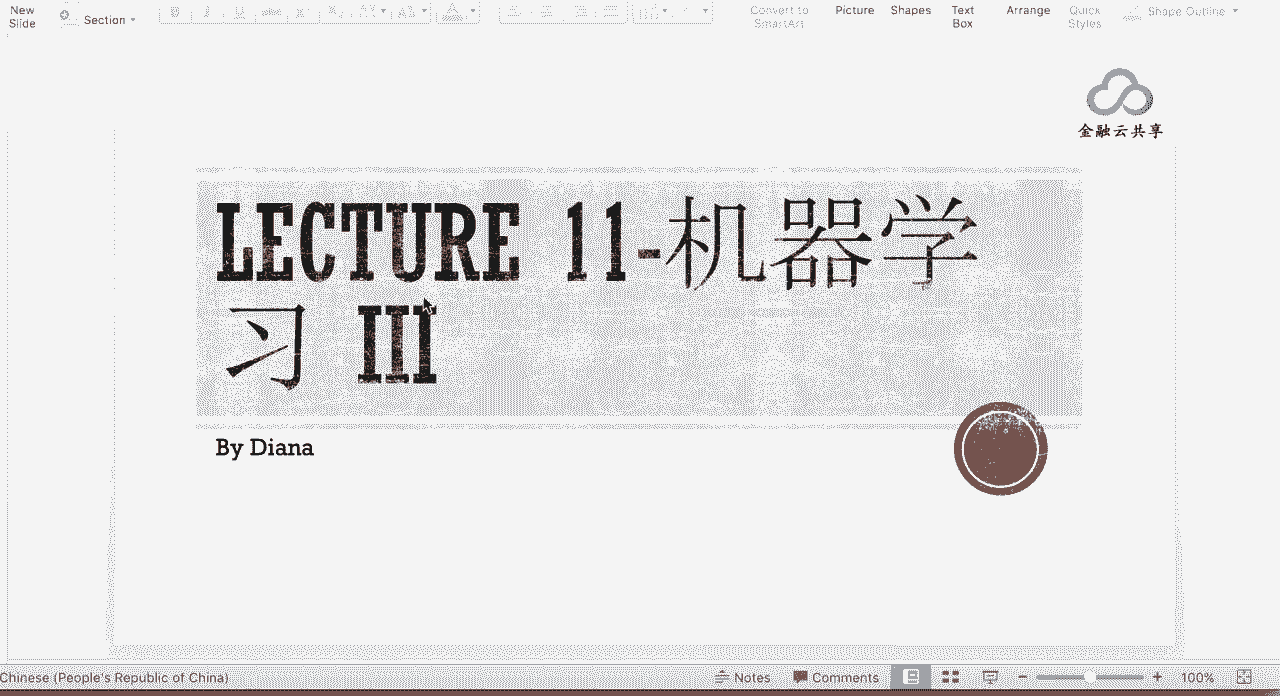 New
Slide
Section
B I U abc
Convert to
SmartArt
Picture
Shapes
Text
Box
Arrange
Quick
Styles
Shape Outline
金融云共享
LECTURE 11-机器学
习 III
By Diana
Chinese (People's Republic of China)
Notes
Comments
100%